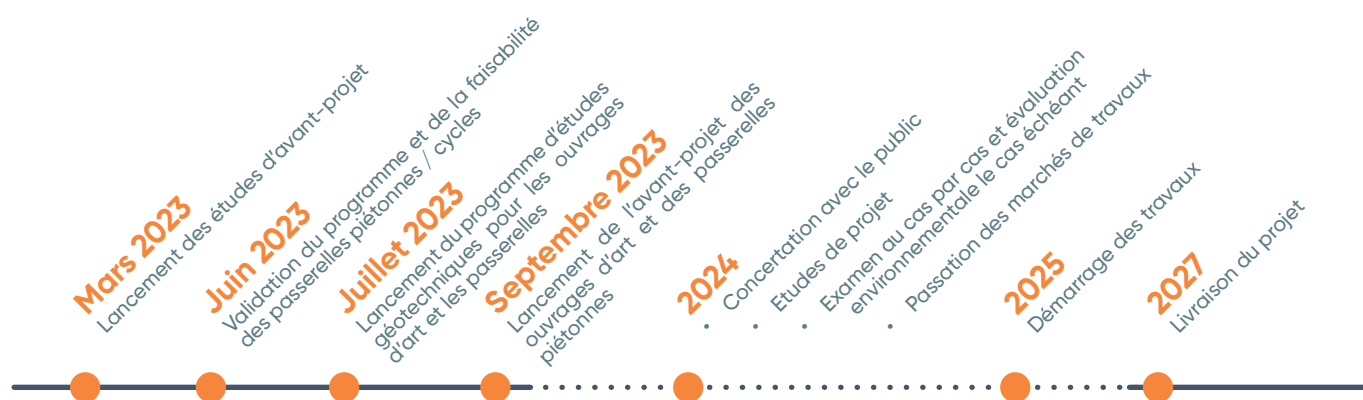 Mars 2023
Lancement des études d'avant-projet
Juin 2023
Validation du programme et de la faisabilité
des passerelles piétonnes / cycles
Juillet 2023
Lancement du programme d'études
géotechniques pour les ouvrages
d'art et les passerelles
Septembre 2023
Lancement de l'avant-projet des
ouvrages d'art et des passerelles
piétonnes
2024
• Concertation avec le public
• Etudes de projet
• Examen au cas par cas et évaluation
environnementale le cas échéant
• Passation des marchés de travaux
2025
Démarrage des travaux
2027
Livraison du projet